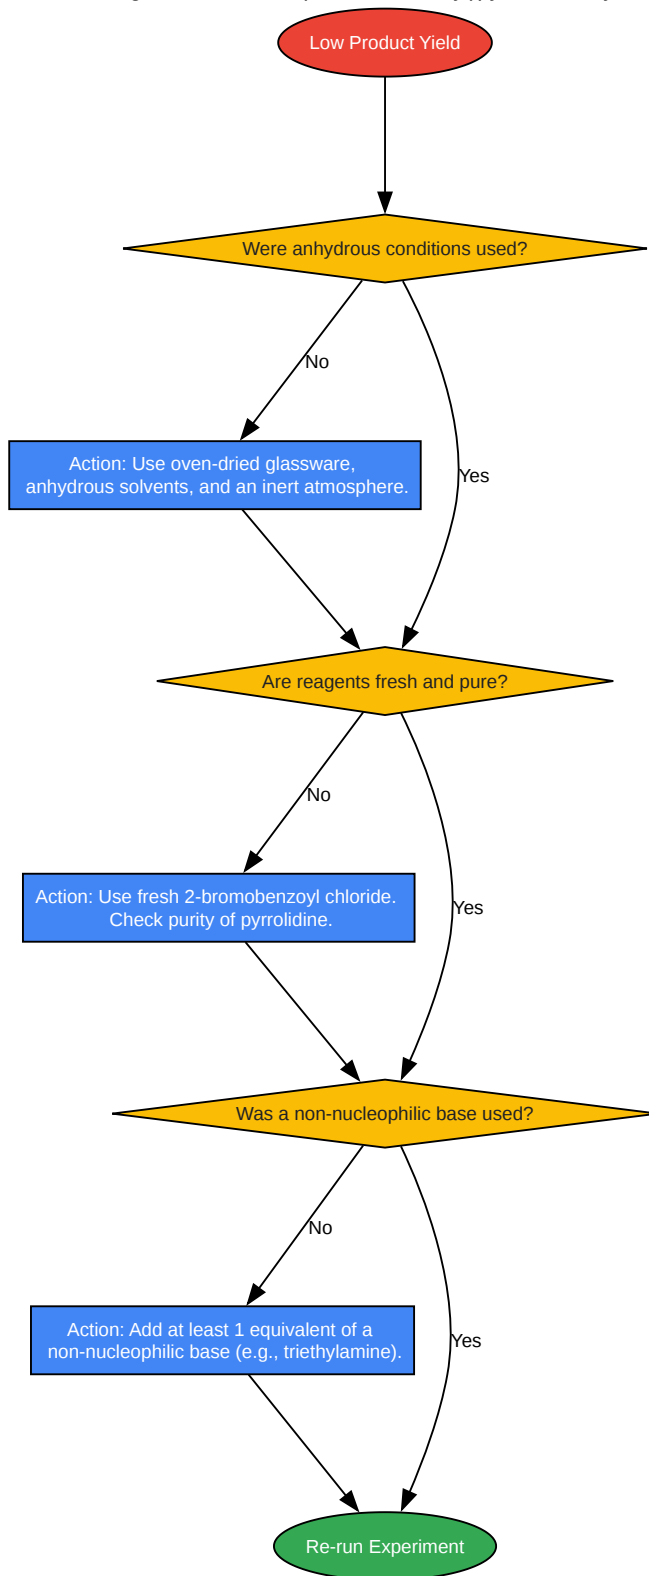 Low Product Yield
Were anhydrous conditions used?
No
Action: Use oven-dried glassware,
anhydrous solvents, and an inert atmosphere.
Yes
Are reagents fresh and pure?
No
Action: Use fresh 2-bromobenzoyl chloride.
Check purity of pyrrolidine.
Yes
Was a non-nucleophilic base used?
No
Action: Add at least 1 equivalent of a
non-nucleophilic base (e.g., triethylamine).
Yes
Re-run Experiment